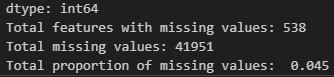 dtype: int64
Total features with missing values: 538
Total missing values: 41951
Total proportion of missing values:  0.045